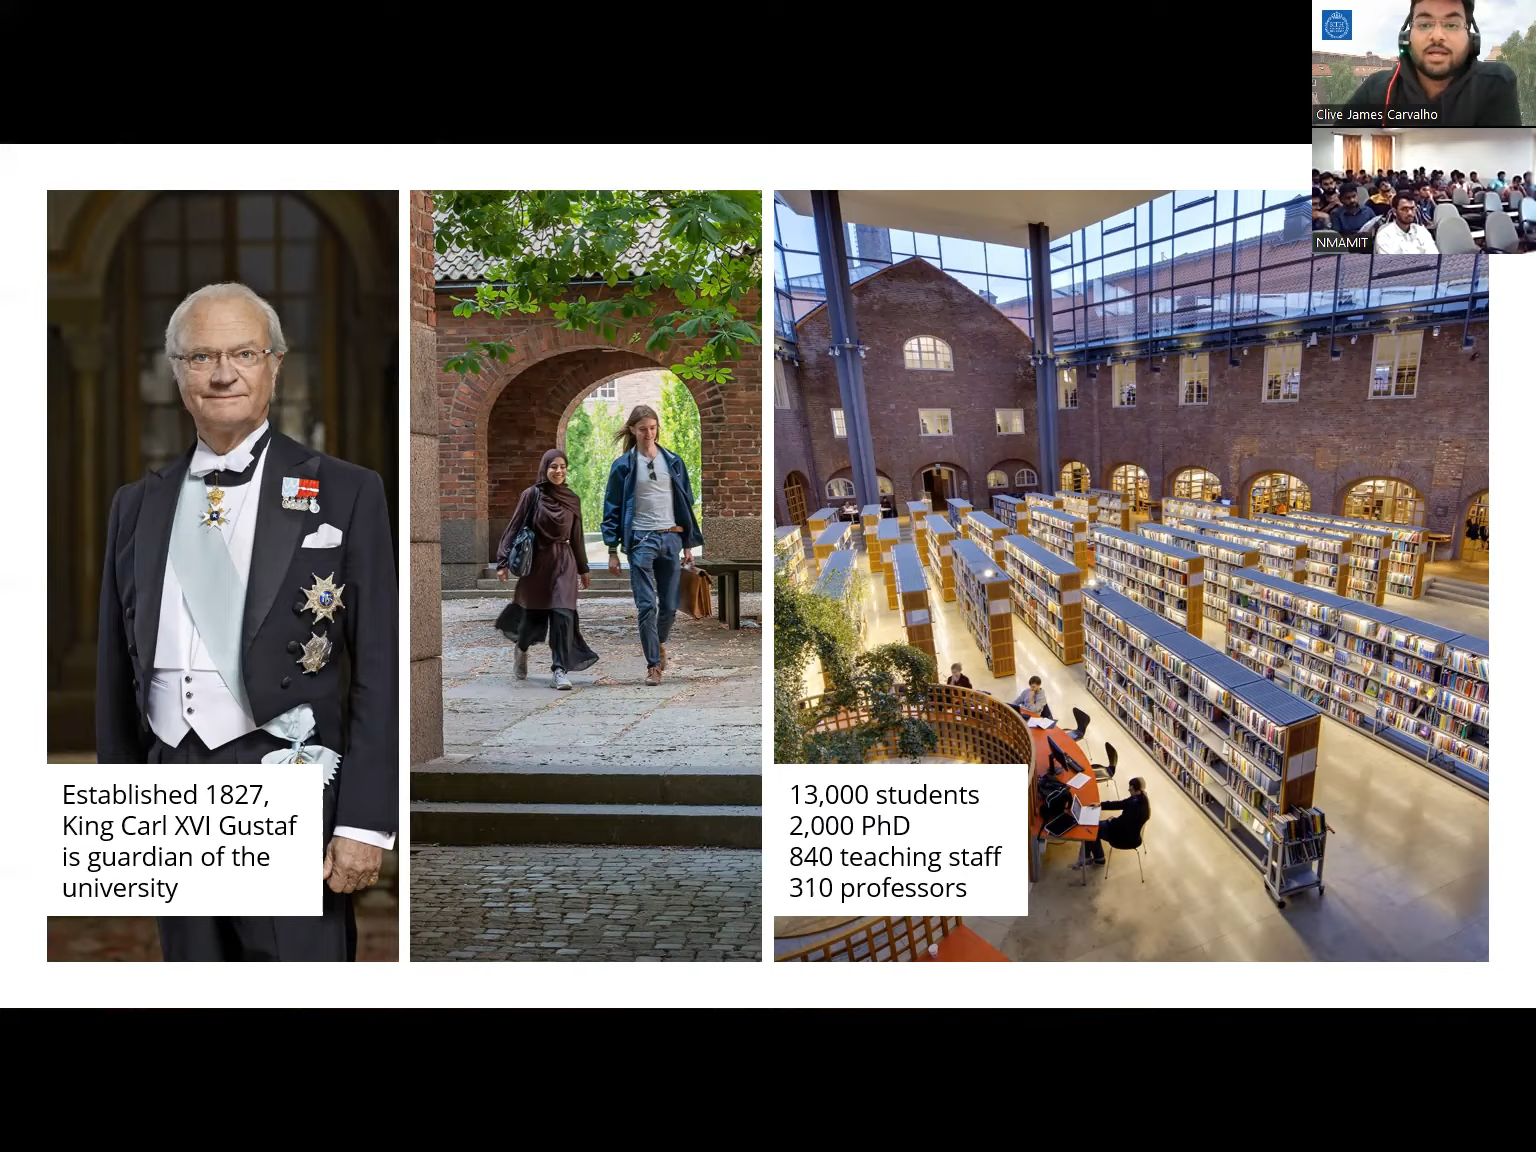 Established 1827,
King Carl XVI Gustaf
is guardian of the
university
13,000 students
2,000 PhD
840 teaching staff
310 professors
KTH
Clive James Carvalho
NMAMIT